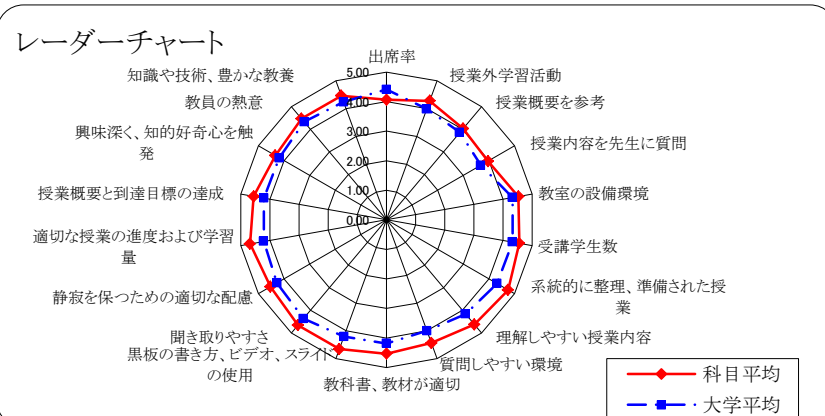 レーダーチャート
出席率
授業外学習活動
授業概要を参考
授業内容を先生に質問
教室の設備環境
受講学生数
系統的に整理、準備された授
業
理解しやすい授業内容
質問しやすい環境
教科書、教材が適切
黒板の書き方、ビデオ、スライド
の使用
聞き取りやすさ
静寂を保つための適切な配慮
適切な授業の進度および学習
量
授業概要と到達目標の達成
興味深く、知的好奇心を触
発
教員の熱意
知識や技術、豊かな教養
5.00
4.00
3.00
2.00
1.00
0.00
科目平均
大学平均